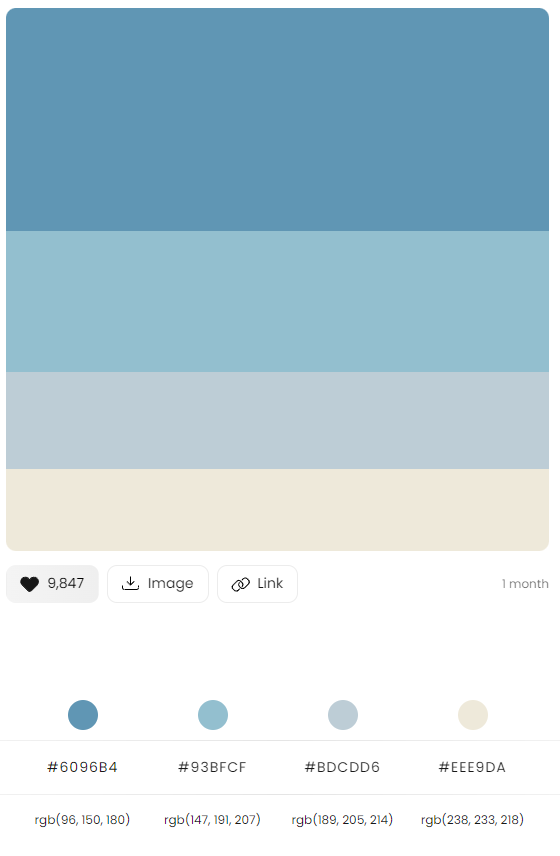 9,847 Image Link 1 month
#6096B4 #93BFCF #BDCDD6 #EEE9DA
rgb(96, 150, 180) rgb(147, 191, 207) rgb(189, 205, 214) rgb(238, 233, 218)